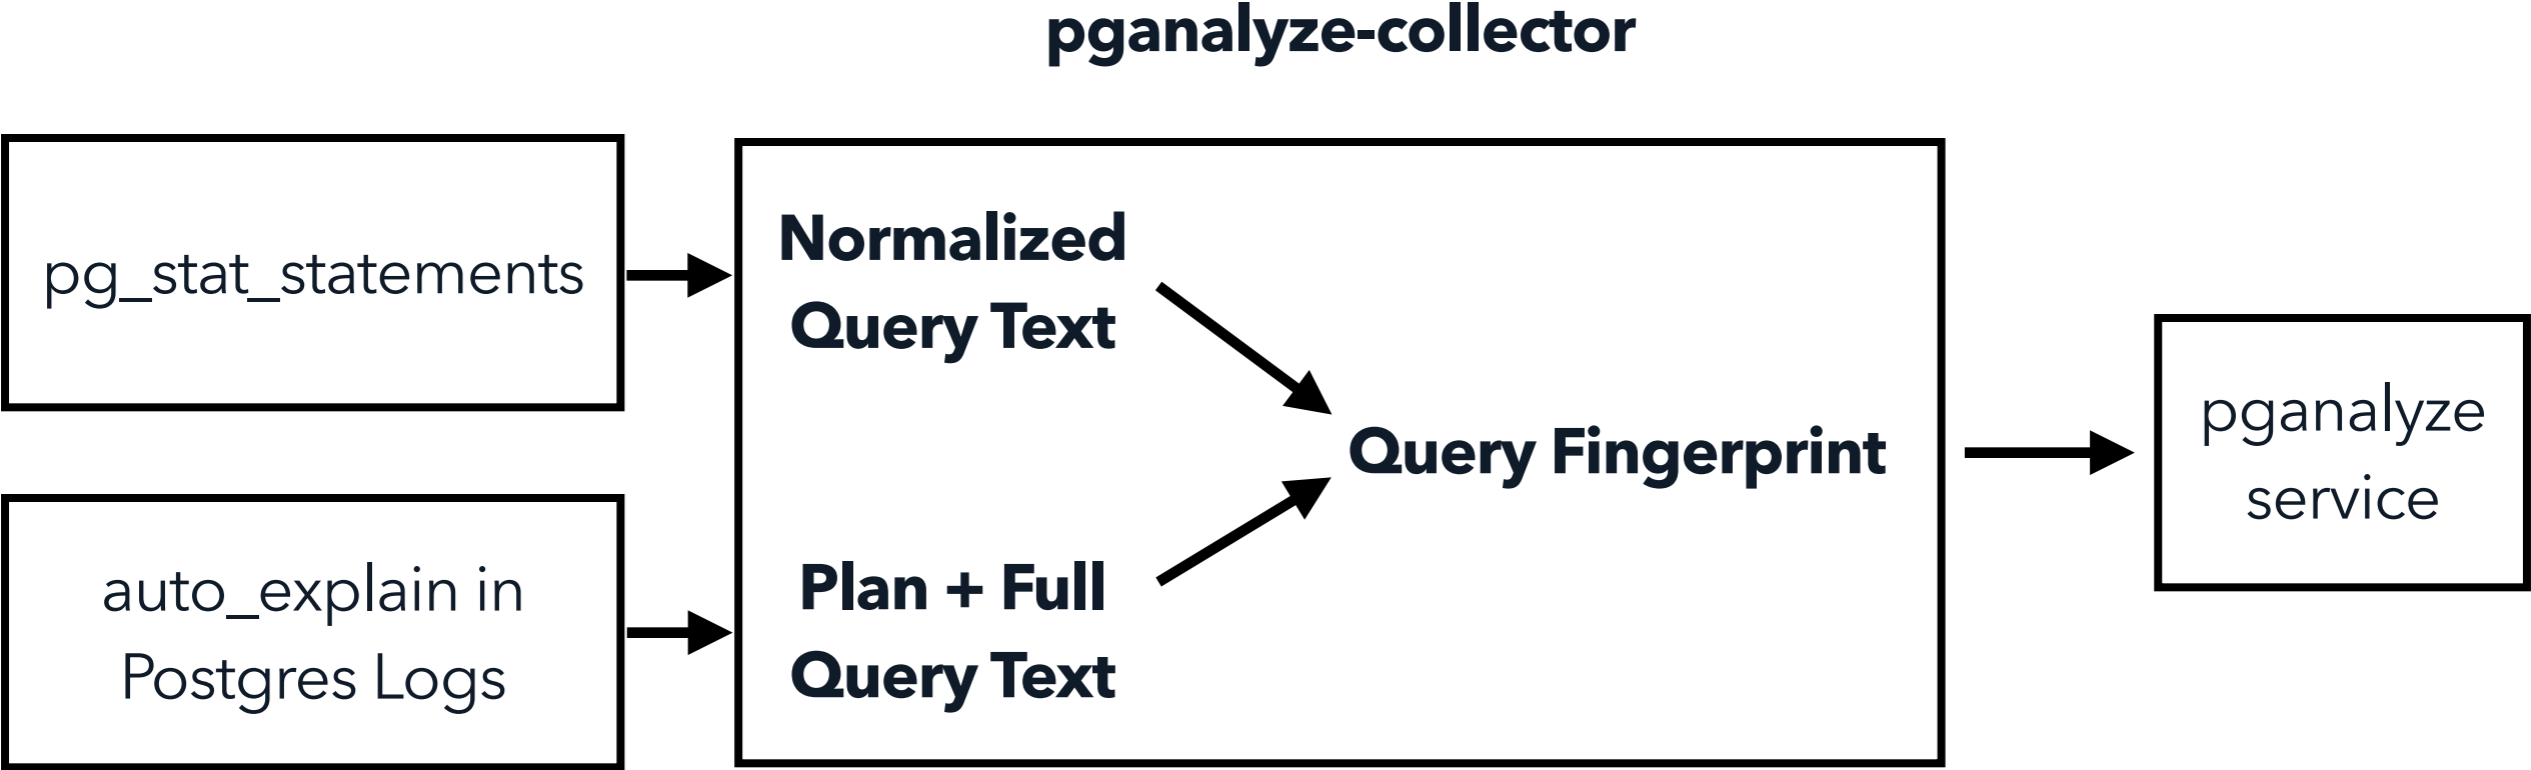 pganalyze-collector
pg_stat_statements
Normalized
Query Text
auto_explain in
Postgres Logs
Plan + Full
Query Text
Query Fingerprint
pganalyze
service